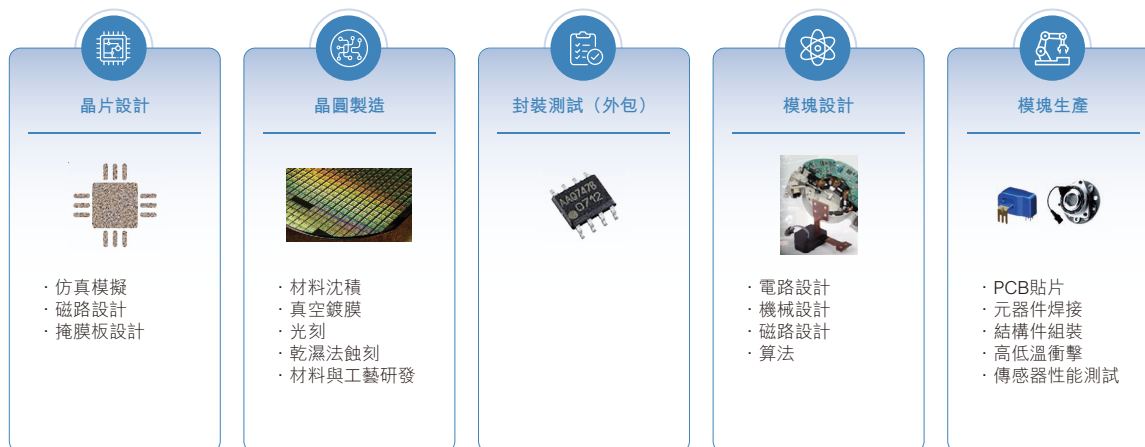 晶片設計
· 仿真模擬
· 磁路設計
· 掩膜板設計
晶圓製造
· 材料沈積
· 真空鍍膜
· 光刻
· 乾濕法蝕刻
· 材料與工藝研發
封裝測試（外包）
AAQ7478
Q712
模塊設計
· 電路設計
· 機械設計
· 磁路設計
· 算法
模塊生產
· PCB貼片
· 元器件焊接
· 結構件組裝
· 高低溫衝擊
· 傳感器性能測試